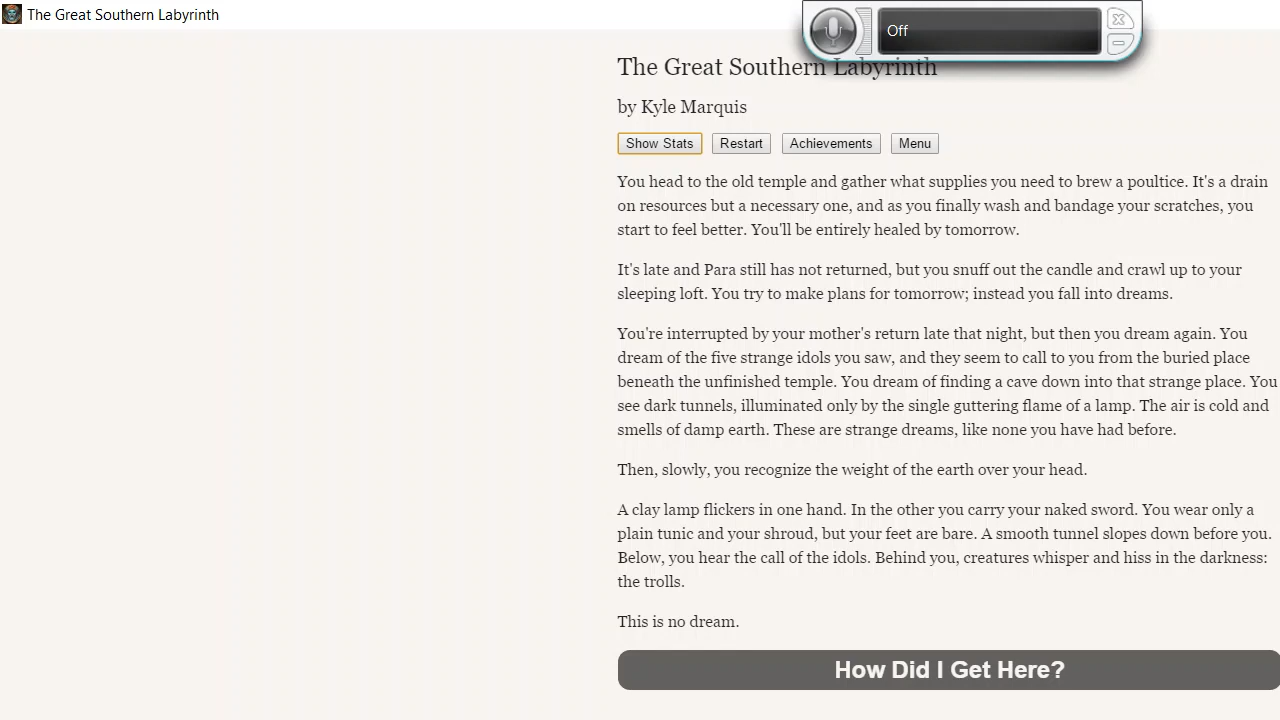 The Great Southern Labyrinth
Off
The Great Southern Labyrinth
by Kyle Marquis
Show Stats Restart Achievements Menu
You head to the old temple and gather what supplies you need to brew a poultice. It's a drain
on resources but a necessary one, and as you finally wash and bandage your scratches, you
start to feel better. You'll be entirely healed by tomorrow.
It's late and Para still has not returned, but you snuff out the candle and crawl up to your
sleeping loft. You try to make plans for tomorrow; instead you fall into dreams.
You're interrupted by your mother's return late that night, but then you dream again. You
dream of the five strange idols you saw, and they seem to call to you from the buried place
beneath the unfinished temple. You dream of finding a cave down into that strange place. You
see dark tunnels, illuminated only by the single guttering flame of a lamp. The air is cold and
smells of damp earth. These are strange dreams, like none you have had before.
Then, slowly, you recognize the weight of the earth over your head.
A clay lamp flickers in one hand. In the other you carry your naked sword. You wear only a
plain tunic and your shroud, but your feet are bare. A smooth tunnel slopes down before you.
Below, you hear the call of the idols. Behind you, creatures whisper and hiss in the darkness:
the trolls.
This is no dream.
How Did I Get Here?